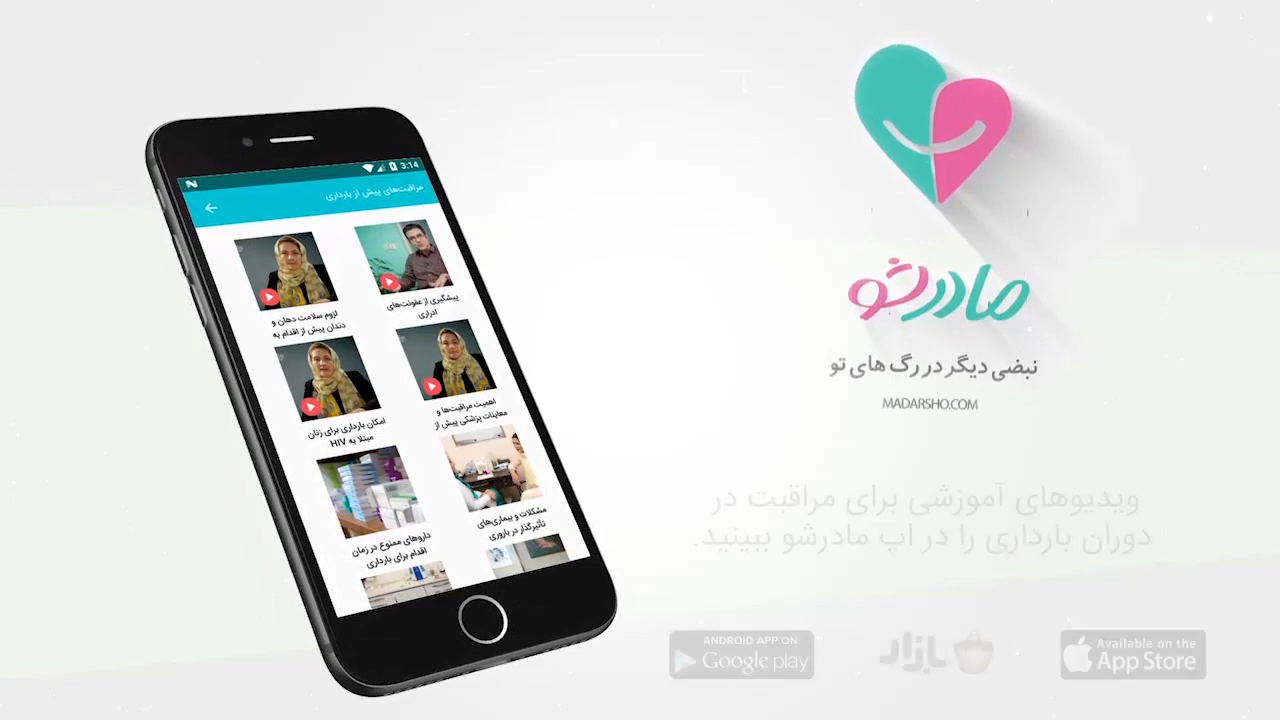 3:14
مراقبت‌های پیش از بارداری
پیشگیری از عفونت‌های
ادراری
لزوم سلامت دهان و
دندان پیش از اقدام به
اهمیت مراقبت‌ها و
معاینات پزشکی پیش از
امکان بارداری برای زنان
مبتلا به HIV
مشکلات و بیماری‌های
تأثیرگذار در باروری
داروهای ممنوع در زمان
اقدام برای بارداری
مادرشو
نبضی دیگر در رگ های تو
MADARSHO.COM
ویدیوهای آموزشی برای مراقبت در
دوران بارداری را در اپ مادرشو ببینید.
ANDROID APP ON
Google play
بازار
Available on the
App Store